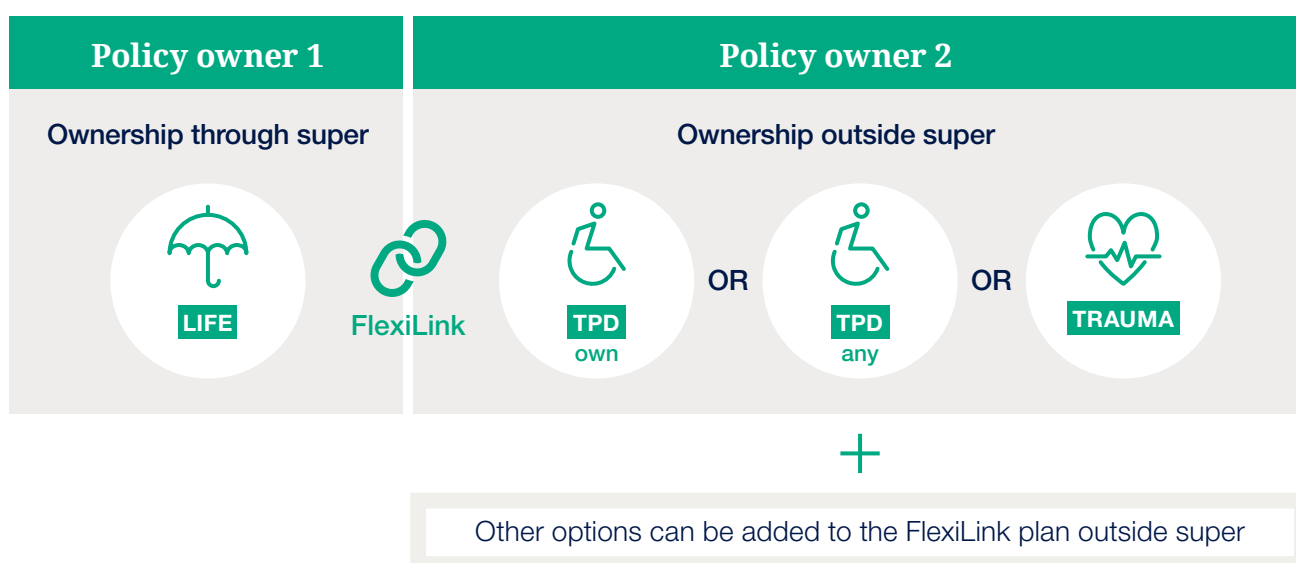 Policy owner 1
Policy owner 2
Ownership through super
Ownership outside super
LIFE
FlexiLink
TPD
own
OR
TPD
any
OR
TRAUMA
Other options can be added to the FlexiLink plan outside super